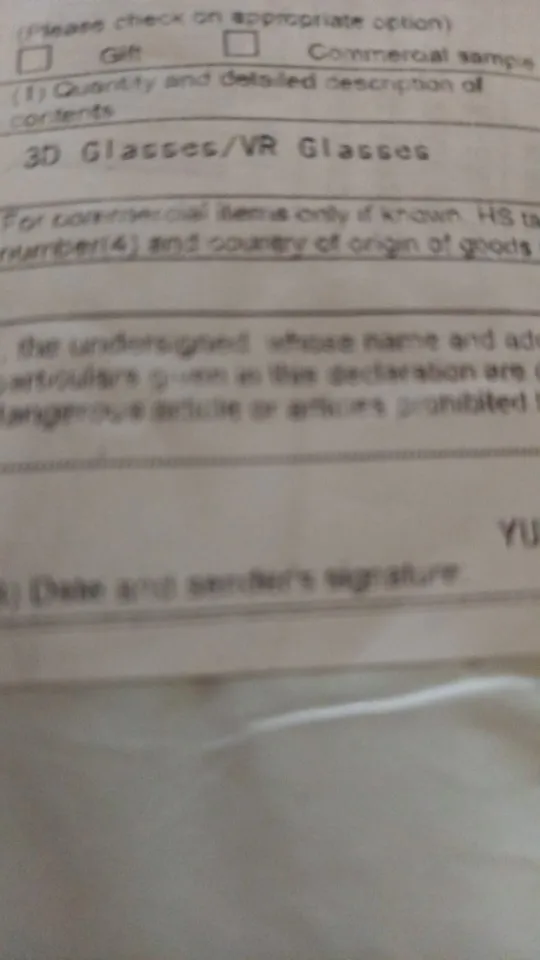 (Please check on appropriate option)
Gift Commercial sample
(1) Quantity and detailed description of
contents
3D Glasses/VR Glasses
For commercial items only if known. HS ta
number(4) and country of origin of goods
, the undersigned whose name and add
particulars given in this declaration are
dangerous article or articles prohibited
YU
) Date and sender's signature